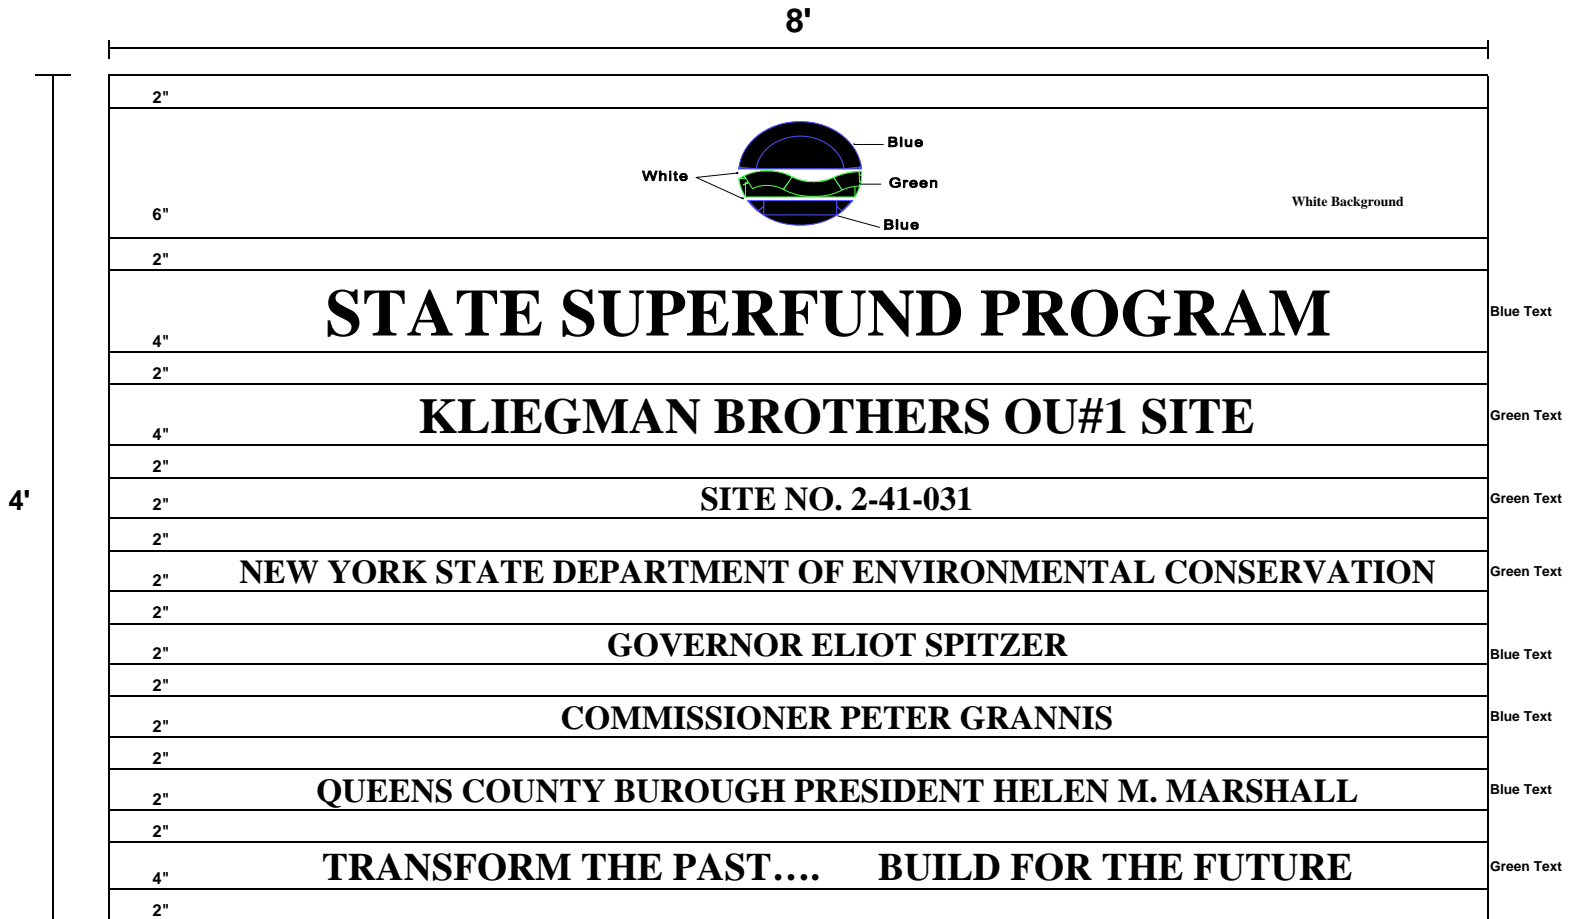 8'
2"
Blue
White
Green
White Background
6"
Blue
2"
STATE SUPERFUND PROGRAM
Blue Text
4"
2"
KLIEGMAN BROTHERS OU#1 SITE
Green Text
4"
2"
4'
SITE NO. 2-41-031
Green Text
2"
2"
NEW YORK STATE DEPARTMENT OF ENVIRONMENTAL CONSERVATION
Green Text
2"
2"
GOVERNOR ELIOT SPITZER
Blue Text
2"
2"
COMMISSIONER PETER GRANNIS
Blue Text
2"
2"
QUEENS COUNTY BUROUGH PRESIDENT HELEN M. MARSHALL
Blue Text
2"
2"
TRANSFORM THE PAST…. BUILD FOR THE FUTURE
Green Text
4"
2"